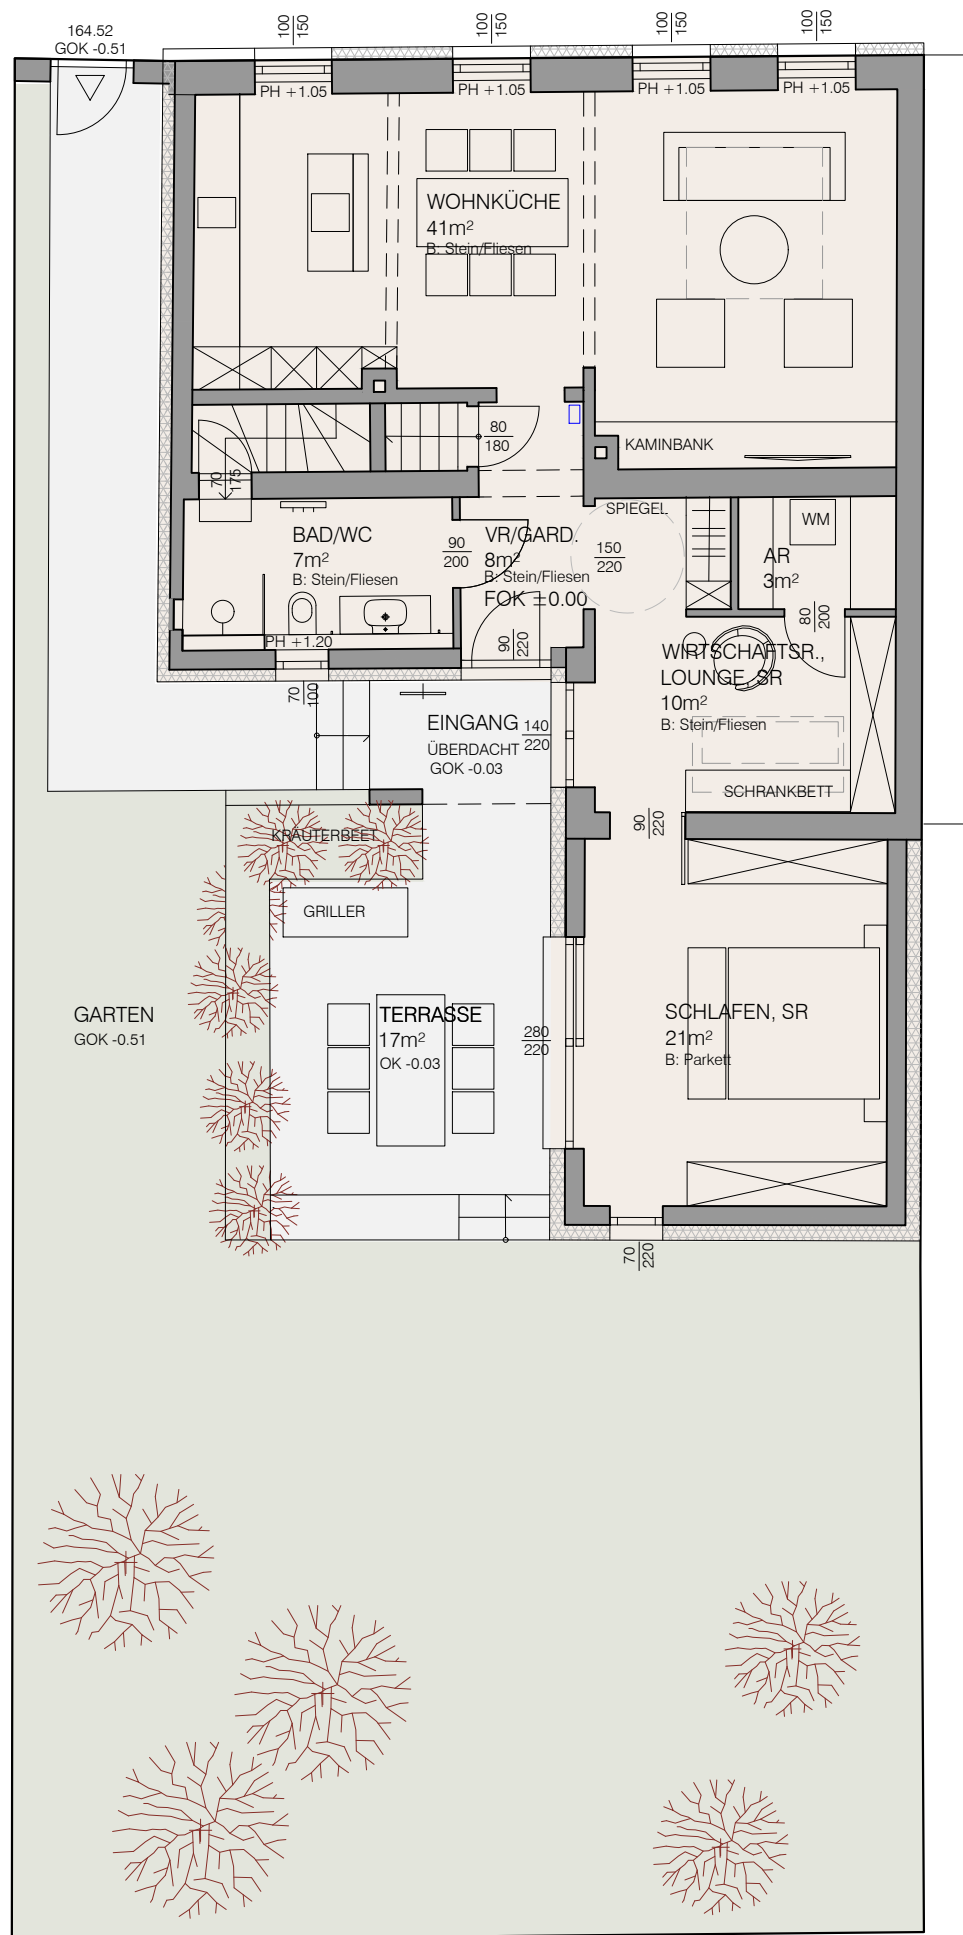 100
150
100
150
100
150
100
150
164.52
GOK -0.51
PH +1.05
PH +1.05
PH +1.05
PH +1.05
WOHNKÜCHE
41m²
B: Stein/Fliesen
80
180
KAMINBANK
70
175
SPIEGEL
WM
BAD/WC
7m²
B: Stein/Fliesen
90
200
VR/GARD.
8m²
B: Stein/Fliesen
FOK ±0.00
150
220
AR
3m²
80
200
PH +1.20
90
220
WIRTSCHAFTSR.,
LOUNGE, SR
10m²
B: Stein/Fliesen
70
100
EINGANG
ÜBERDACHT
GOK -0.03
140
220
SCHRANKBETT
90
220
KRÄUTERBEET
GRILLER
GARTEN
GOK -0.51
TERRASSE
17m²
OK -0.03
280
220
SCHLAFEN, SR
21m²
B: Parkett
70
220